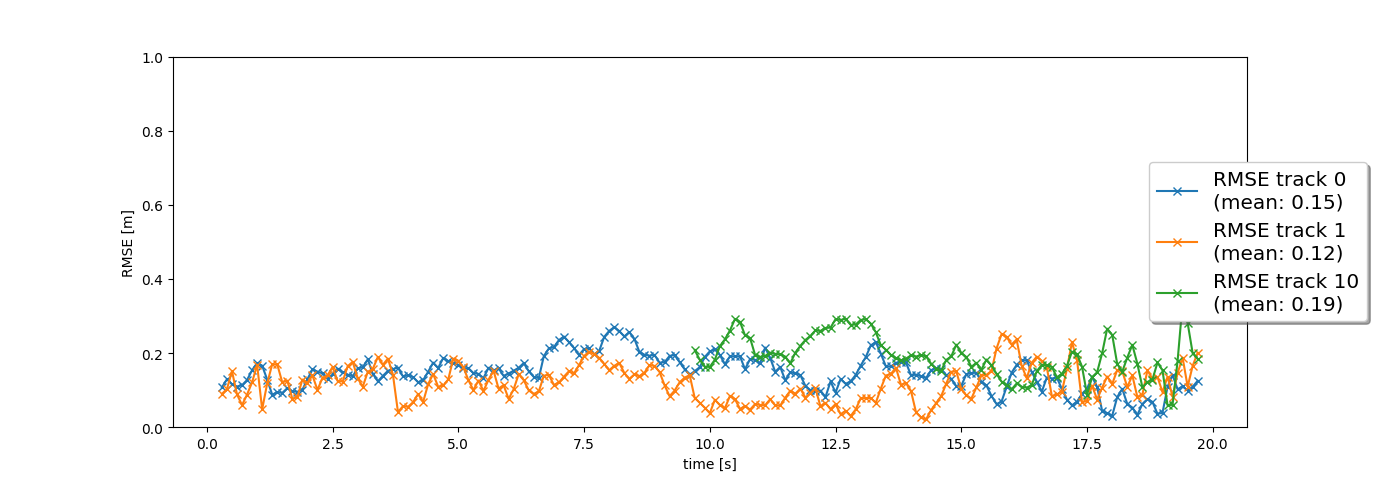 1.0
0.8
0.6
0.4
0.2
0.0
RMSE [m]
0.0 2.5 5.0 7.5 10.0 12.5 15.0 17.5 20.0
time [s]
RMSE track 0
(mean: 0.15)
RMSE track 1
(mean: 0.12)
RMSE track 10
(mean: 0.19)